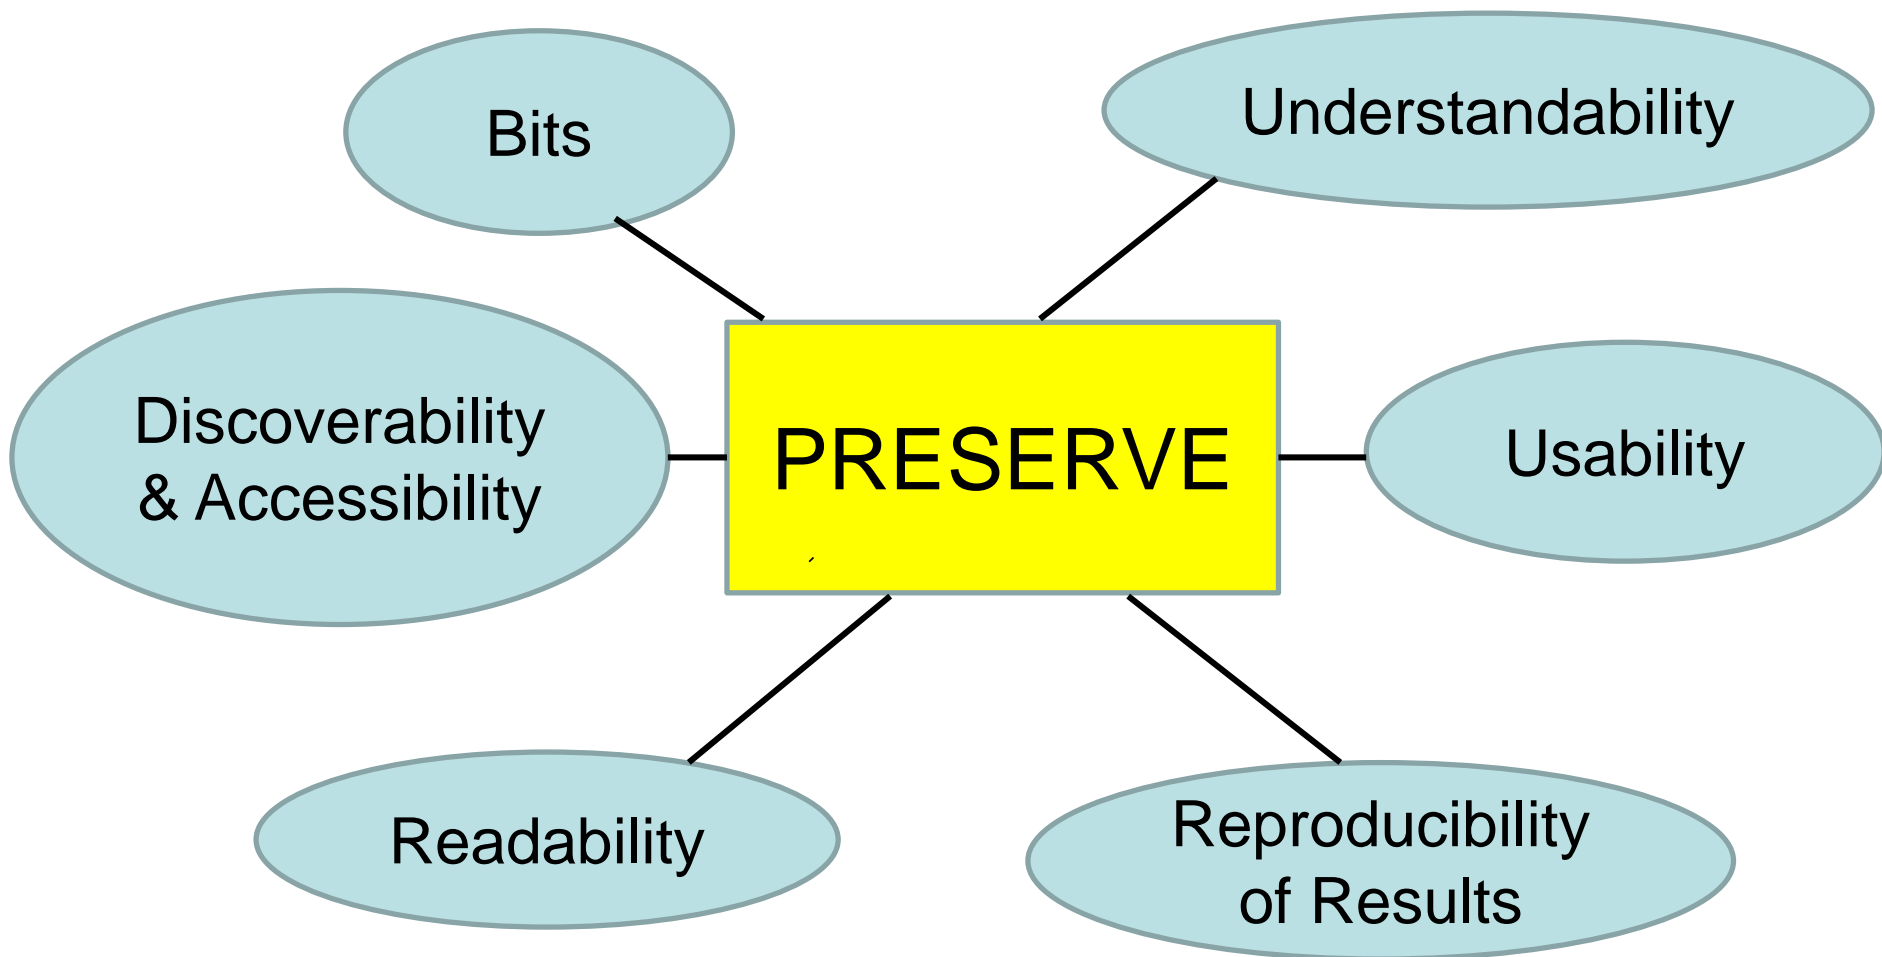 Bits
Understandability
Discoverability
& Accessibility
PRESERVE
Usability
Readability
Reproducibility
of Results